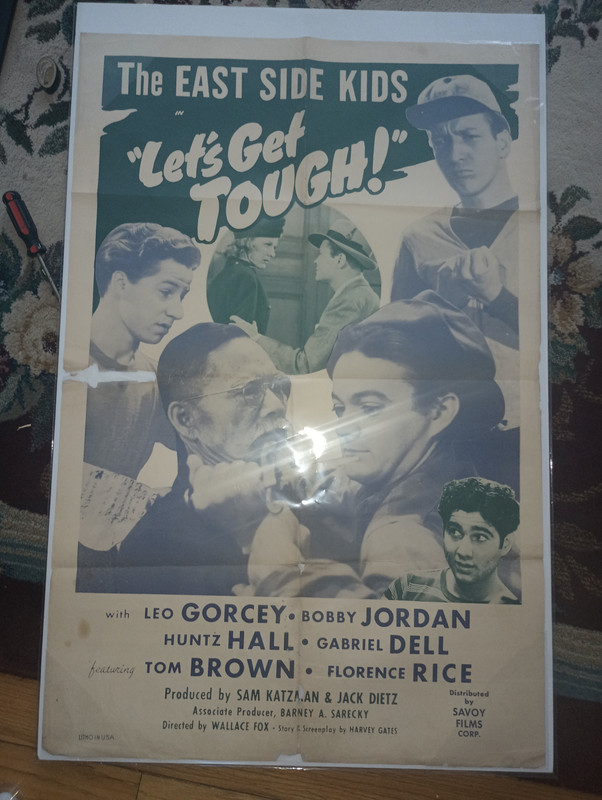 The EAST SIDE KIDS
IN
"Let's Get
TOUGH!"
with LEO GORCEY • BOBBY JORDAN
HUNTZ HALL • GABRIEL DELL
featuring TOM BROWN • FLORENCE RICE
Produced by SAM KATZMAN & JACK DIETZ
Associate Producer, BARNEY A. SARECKY
Directed by WALLACE FOX • Story & Screenplay by HARVEY GATES
Distributed
by
SAVOY
FILMS
CORP.
LITHO IN U.S.A.